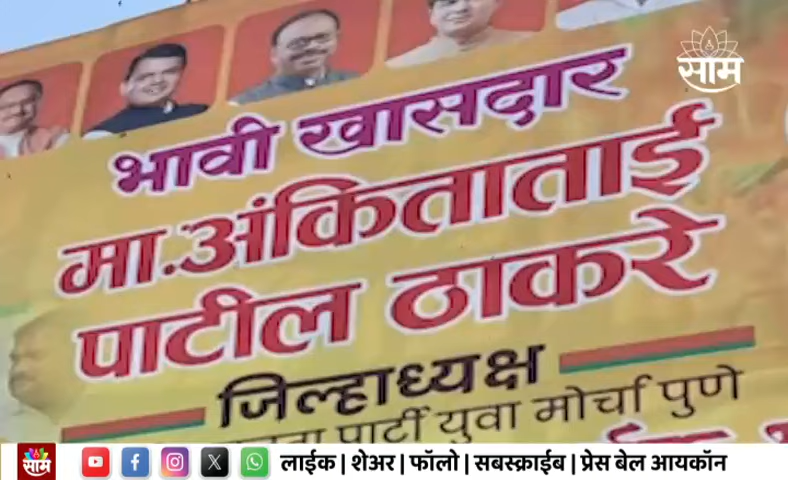 साम
भावी खासदार
मा.अंकिताताई
पाटील ठाकरे
जिल्हाध्यक्ष
पार्टी युवा मोर्चा पुणे
साम
लाईक | शेअर | फॉलो | सबस्क्राईब | प्रेस बेल आयकॉन